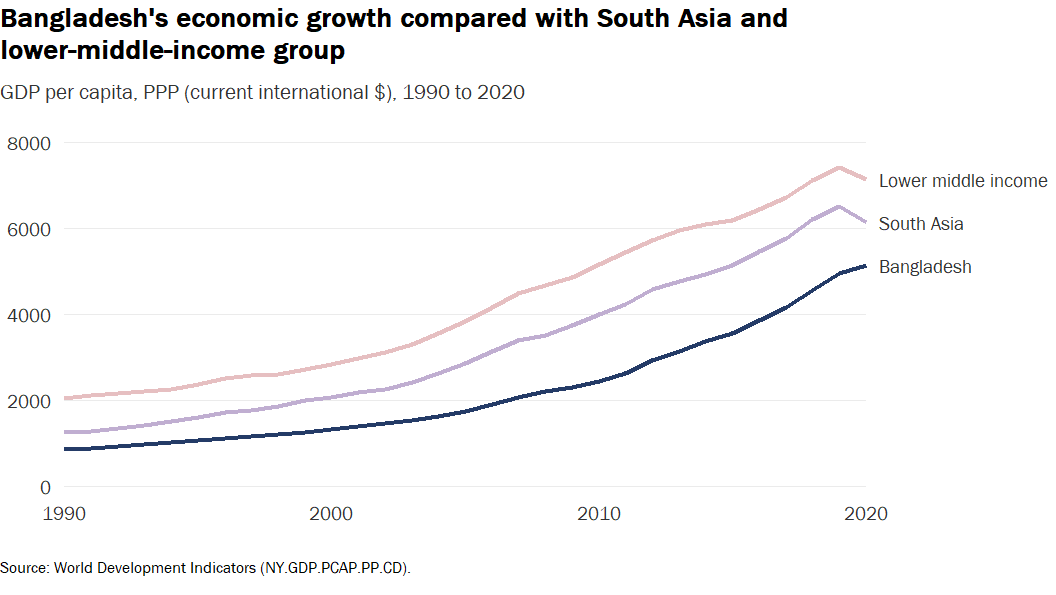 Bangladesh's economic growth compared with South Asia and
lower-middle-income group
GDP per capita, PPP (current international $), 1990 to 2020
8000
Lower middle income
6000
South Asia
Bangladesh
4000
2000
0
1990 2000 2010 2020
Source: World Development Indicators (NY.GDP.PCAP.PP.CD).